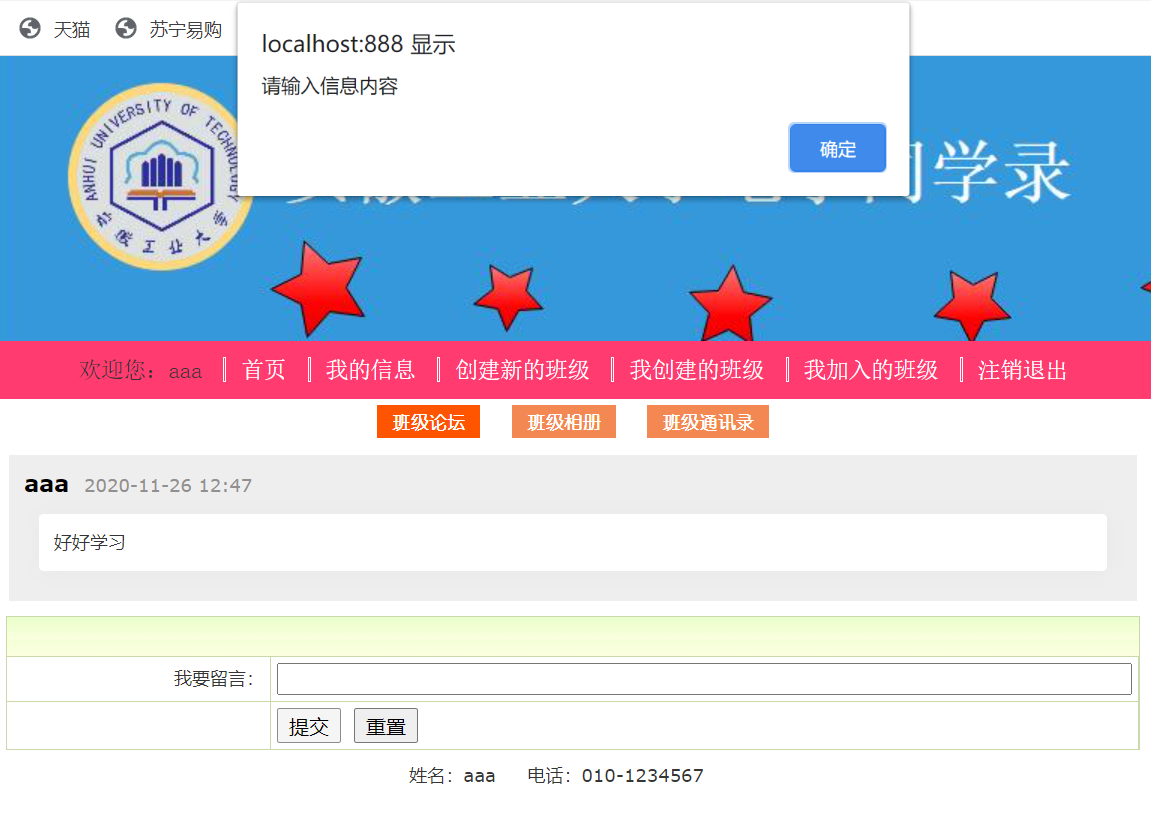 天猫 苏宁易购
localhost:888 显示
请输入信息内容
确定
ANHUI UNIVERSITY OF TECHNOLOGY
安徽工业大学
同学录
欢迎您：aaa 首页 我的信息 创建新的班级 我创建的班级 我加入的班级 注销退出
班级论坛 班级相册 班级通讯录
aaa 2020-11-26 12:47
好好学习
我要留言：
提交 重置
姓名：aaa 电话：010-1234567